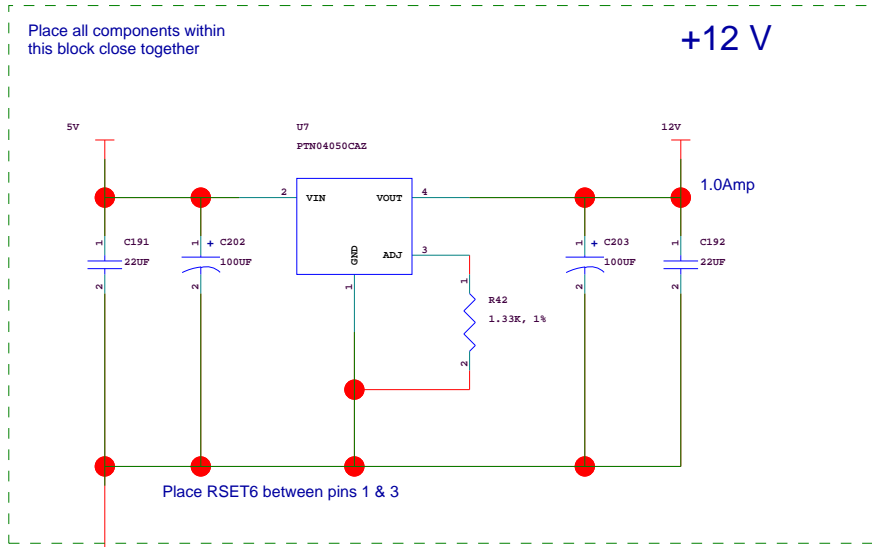 Place all components within
this block close together
+12 V
5V
U7
PTN04050CAZ
12V
2
VIN
VOUT
4
1.0Amp
1
C191
22UF
2
1
+
C202
100UF
2
GND
1
ADJ
3
1
R42
1.33K, 1%
2
1
+
C203
100UF
2
1
C192
22UF
2
Place RSET6 between pins 1 & 3